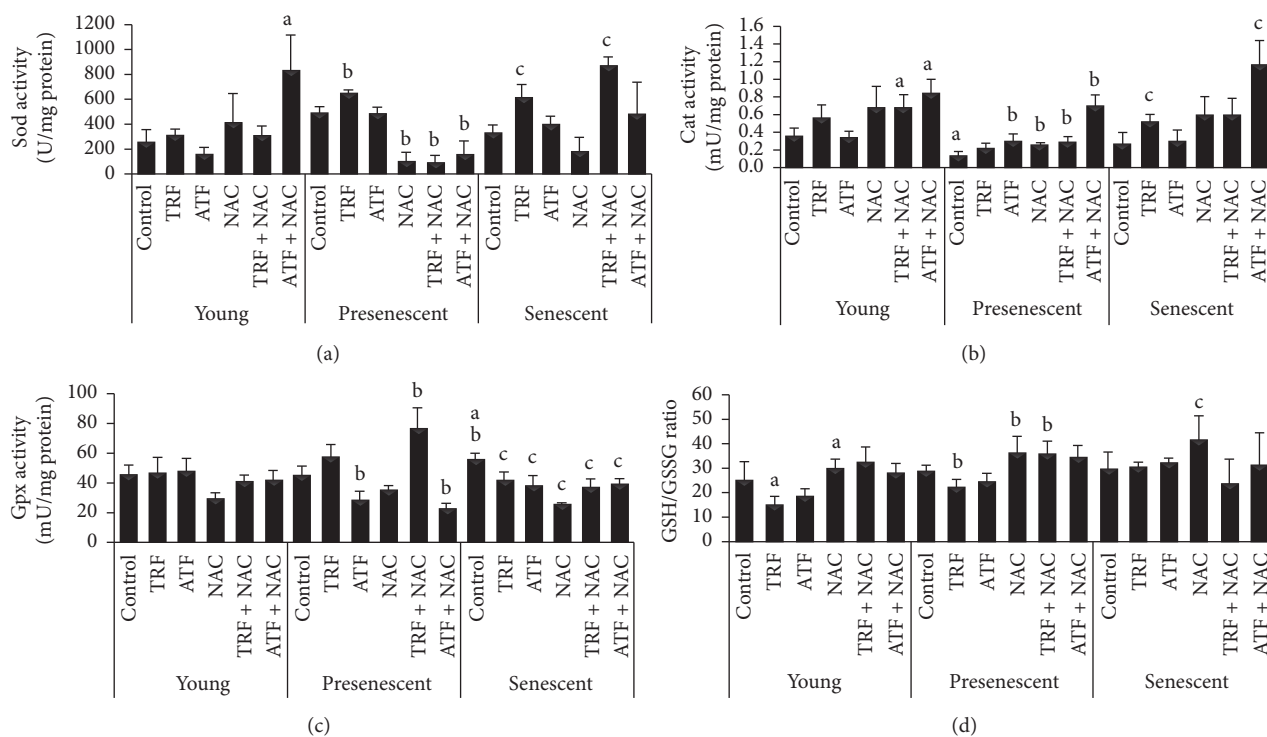 Sod activity
(U/mg protein)
1200
1000
800
600
400
200
0
a
b
b
b
b
c
c
Control
TRF
ATF
NAC
TRF + NAC
ATF + NAC
Control
TRF
ATF
NAC
TRF + NAC
ATF + NAC
Control
TRF
ATF
NAC
TRF + NAC
ATF + NAC
Young
Presenescent
Senescent
(a)
Cat activity
(mU/mg protein)
1.6
1.4
1.2
1.0
0.8
0.6
0.4
0.2
0.0
a
a
a
b
b
b
b
c
c
Control
TRF
ATF
NAC
TRF + NAC
ATF + NAC
Control
TRF
ATF
NAC
TRF + NAC
ATF + NAC
Control
TRF
ATF
NAC
TRF + NAC
ATF + NAC
Young
Presenescent
Senescent
(b)
Gpx activity
(mU/mg protein)
100
80
60
40
20
0
b
b
b
a
b
c
c
c
c
c
Control
TRF
ATF
NAC
TRF + NAC
ATF + NAC
Control
TRF
ATF
NAC
TRF + NAC
ATF + NAC
Control
TRF
ATF
NAC
TRF + NAC
ATF + NAC
Young
Presenescent
Senescent
(c)
GSH/GSSG ratio
60
50
40
30
20
10
0
a
a
b
b
b
c
Control
TRF
ATF
NAC
TRF + NAC
ATF + NAC
Control
TRF
ATF
NAC
TRF + NAC
ATF + NAC
Control
TRF
ATF
NAC
TRF + NAC
ATF + NAC
Young
Presenescent
Senescent
(d)